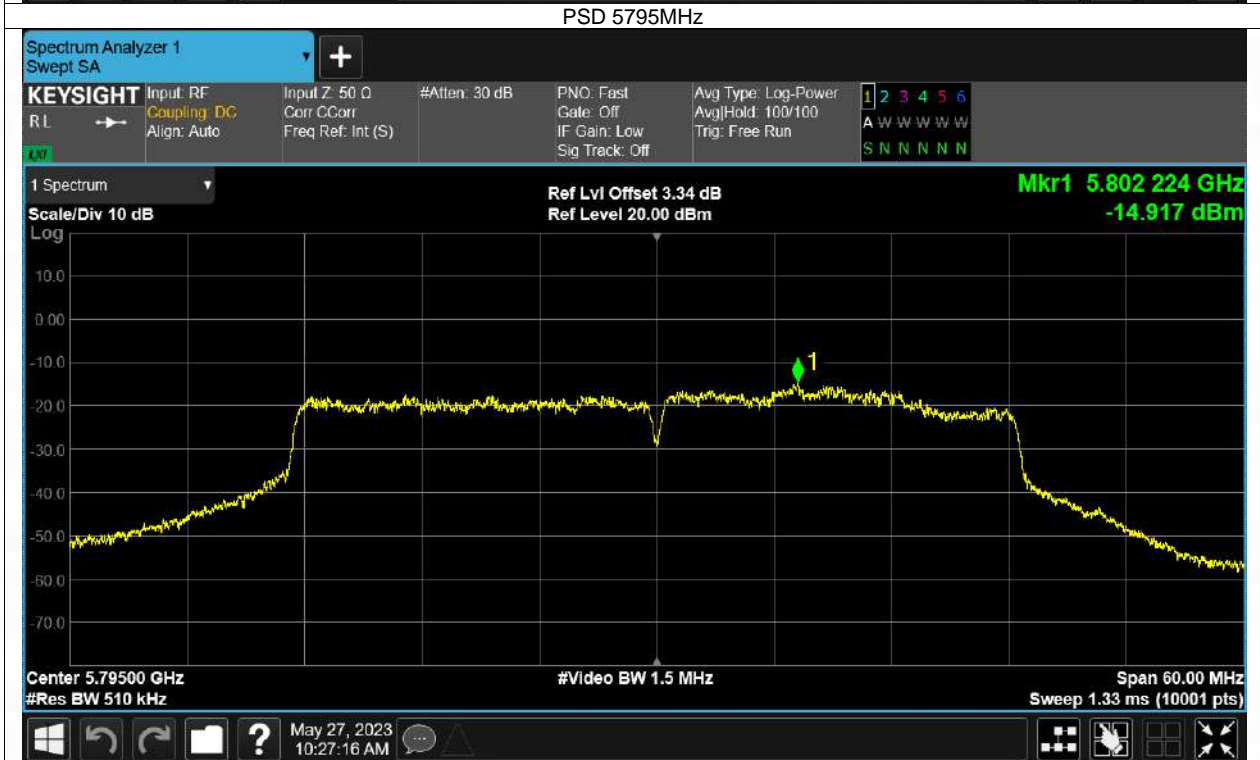 PSD 5795MHz
Spectrum Analyzer 1
Swept SA
+
KEYSIGHT
RL
LXI
Input: RF
Coupling: DC
Align: Auto
Input Z: 50 Ω
Corr CCorr
Freq Ref: Int (S)
#Atten: 30 dB
PNO: Fast
Gate: Off
IF Gain: Low
Sig Track: Off
Avg Type: Log-Power
Avg|Hold: 100/100
Trig: Free Run
1 2 3 4 5 6
A W W W W W
S N N N N N
1 Spectrum
Scale/Div 10 dB
Log
Ref Lvl Offset 3.34 dB
Ref Level 20.00 dBm
Mkr1 5.802 224 GHz
-14.917 dBm
10.0
0.00
-10.0
1
-20.0
-30.0
-40.0
-50.0
-60.0
-70.0
Center 5.79500 GHz
#Res BW 510 kHz
#Video BW 1.5 MHz
Span 60.00 MHz
Sweep 1.33 ms (10001 pts)
?
May 27, 2023
10:27:16 AM